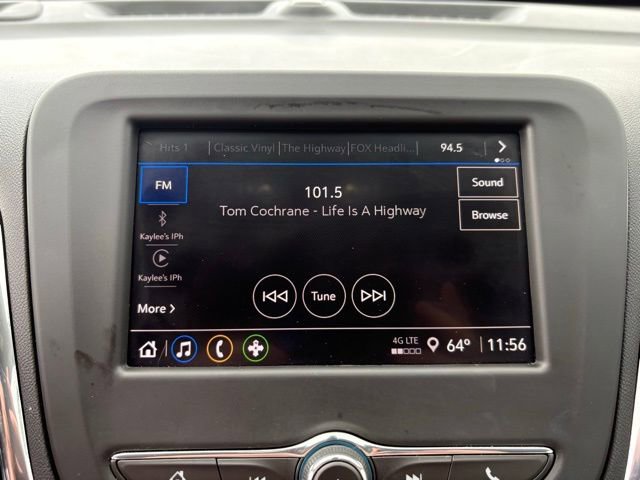 Hits 1 Classic Vinyl The Highway FOX Headli... 94.5
FM
101.5
Tom Cochrane - Life Is A Highway
Sound
Browse
Kaylee's IPh
Kaylee's IPh
More
Tune
4G LTE
64°
11:56